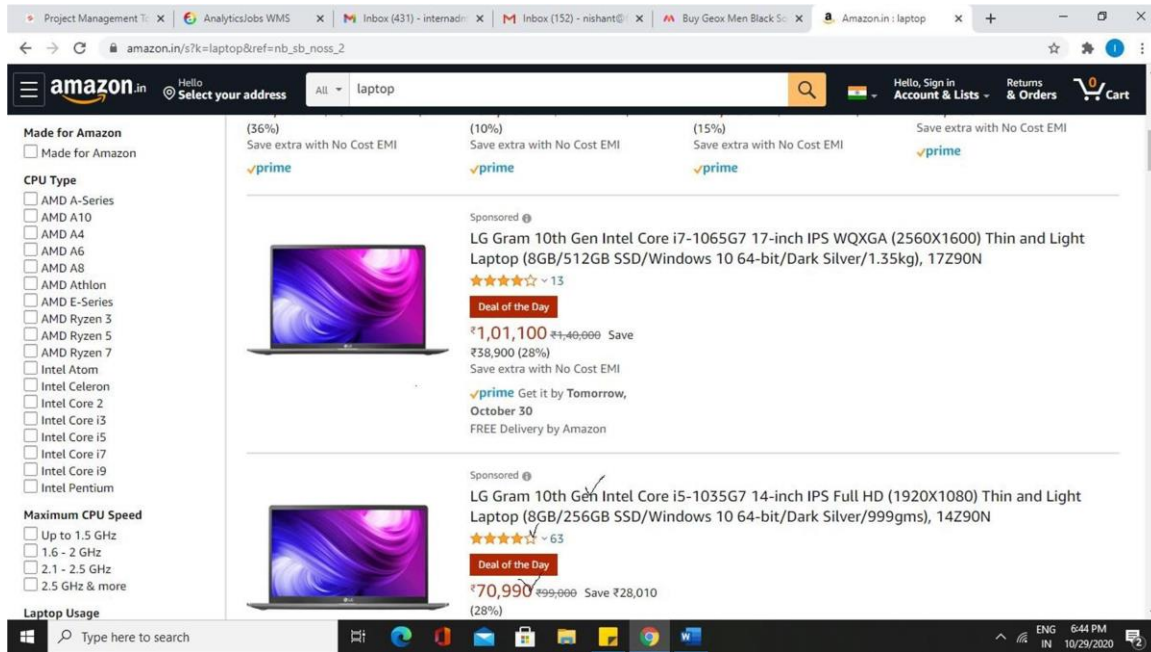 Project Management To
AnalyticsJobs WMS
Inbox (431) - internadm
Inbox (152) - nishant@
Buy Geox Men Black So
Amazon.in : laptop
amazon.in/s?k=laptop&ref=nb_sb_noss_2
amazon.in
Hello
Select your address
All
laptop
Hello, Sign in
Account & Lists
Returns
& Orders
0
Cart
Made for Amazon
Made for Amazon
CPU Type
AMD A-Series
AMD A10
AMD A4
AMD A6
AMD A8
AMD Athlon
AMD E-Series
AMD Ryzen 3
AMD Ryzen 5
AMD Ryzen 7
Intel Atom
Intel Celeron
Intel Core 2
Intel Core i3
Intel Core i5
Intel Core i7
Intel Core i9
Intel Pentium
Maximum CPU Speed
Up to 1.5 GHz
1.6 - 2 GHz
2.1 - 2.5 GHz
2.5 GHz & more
Laptop Usage
(36%)
Save extra with No Cost EMI
prime
(10%)
Save extra with No Cost EMI
prime
(15%)
Save extra with No Cost EMI
prime
Save extra with No Cost EMI
prime
Sponsored
LG Gram 10th Gen Intel Core i7-1065G7 17-inch IPS WQXGA (2560X1600) Thin and Light
Laptop (8GB/512GB SSD/Windows 10 64-bit/Dark Silver/1.35kg), 17Z90N
13
Deal of the Day
₹1,01,100 ₹1,40,000 Save
₹38,900 (28%)
Save extra with No Cost EMI
prime Get it by Tomorrow,
October 30
FREE Delivery by Amazon
Sponsored
LG Gram 10th Gen Intel Core i5-1035G7 14-inch IPS Full HD (1920X1080) Thin and Light
Laptop (8GB/256GB SSD/Windows 10 64-bit/Dark Silver/999gms), 14Z90N
63
Deal of the Day
₹70,990 ₹99,000 Save ₹28,010
(28%)
Type here to search
ENG
IN
6:44 PM
10/29/2020
2